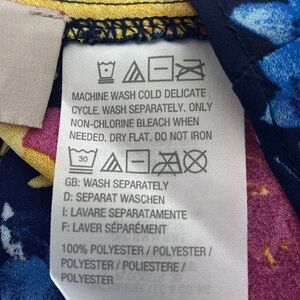 MACHINE WASH COLD DELICATE
CYCLE. WASH SEPARATELY. ONLY
NON-CHLORINE BLEACH WHEN
NEEDED. DRY FLAT. DO NOT IRON
30
GB: WASH SEPARATELY
D: SEPARAT WASCHEN
I: LAVARE SEPARATAMENTE
F: LAVER SÉPARÉMENT
100% POLYESTER / POLYESTER /
POLYESTER / POLIESTERE /
POLYESTER